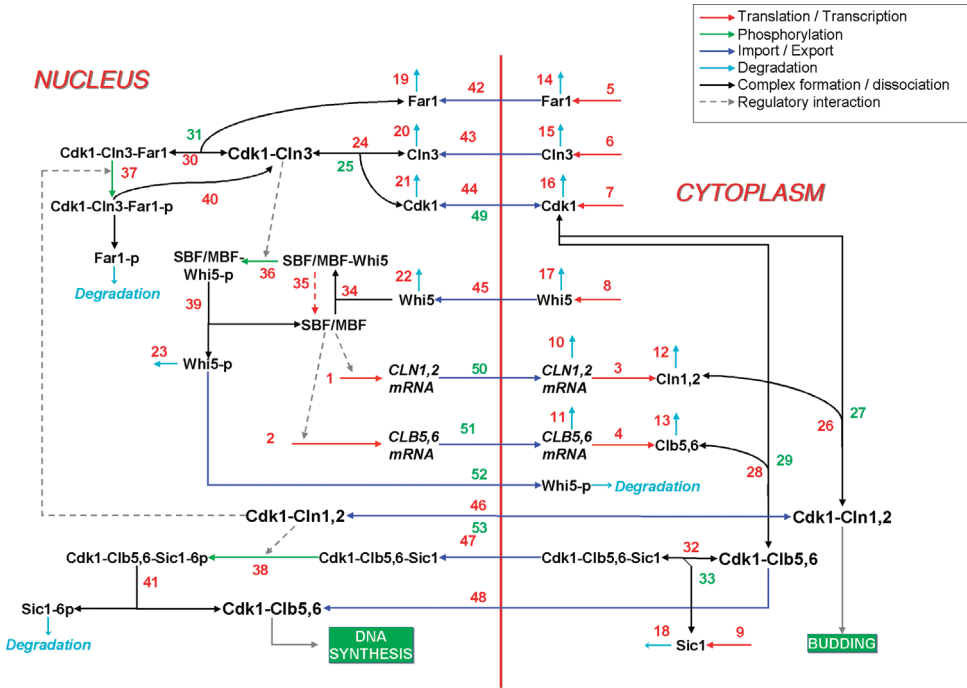 Translation / Transcription
Phosphorylation
Import / Export
Degradation
Complex formation / dissociation
Regulatory interaction
NUCLEUS
CYTOPLASM
19
42
14
5
Far1
Far1
31
30
20
24
43
15
6
Cdk1-Cln3-Far1
Cdk1-Cln3
Cln3
Cln3
25
37
21
44
16
7
40
Cdk1-Cln3-Far1-p
Cdk1
Cdk1
49
Far1-p
Degradation
SBF/MBF-
Whi5-p
36
SBF/MBF-Whi5
35
34
22
45
17
8
Whi5
Whi5
39
SBF/MBF
23
Whi5-p
10
12
1
CLN1,2
mRNA
50
CLN1,2
mRNA
3
Cln1,2
27
26
11
13
2
CLB5,6
mRNA
51
CLB5,6
mRNA
4
Clb5,6
29
28
52
Whi5-p
Degradation
46
Cdk1-Cln1,2
Cdk1-Cln1,2
53
47
Cdk1-Clb5,6-Sic1-6p
38
Cdk1-Clb5,6-Sic1
Cdk1-Clb5,6-Sic1
32
33
Cdk1-Clb5,6
41
48
Sic1-6p
Cdk1-Clb5,6
Degradation
DNA
SYNTHESIS
18
Sic1
9
BUDDING